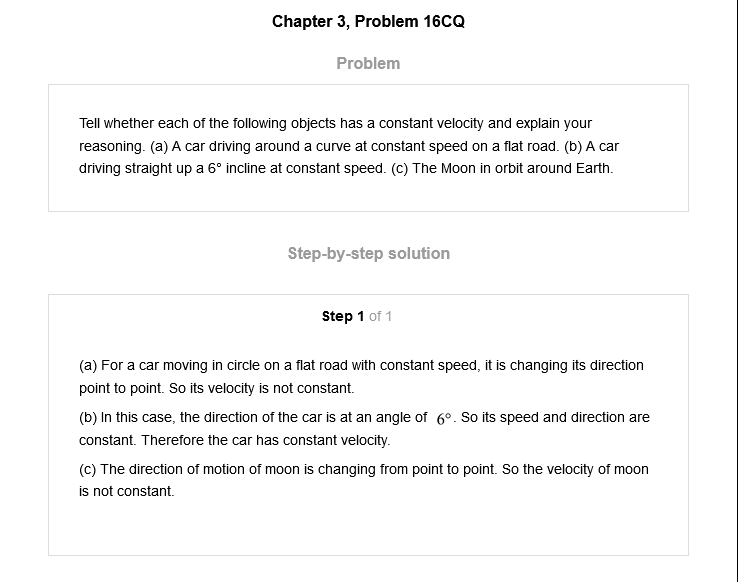 Chapter 3, Problem 16CQ
Problem
Tell whether each of the following objects has a constant velocity and explain your
reasoning. (a) A car driving around a curve at constant speed on a flat road. (b) A car
driving straight up a 6° incline at constant speed. (c) The Moon in orbit around Earth.
Step-by-step solution
Step 1 of 1
(a) For a car moving in circle on a flat road with constant speed, it is changing its direction
point to point. So its velocity is not constant.
(b) In this case, the direction of the car is at an angle of 6°. So its speed and direction are
constant. Therefore the car has constant velocity.
(c) The direction of motion of moon is changing from point to point. So the velocity of moon
is not constant.